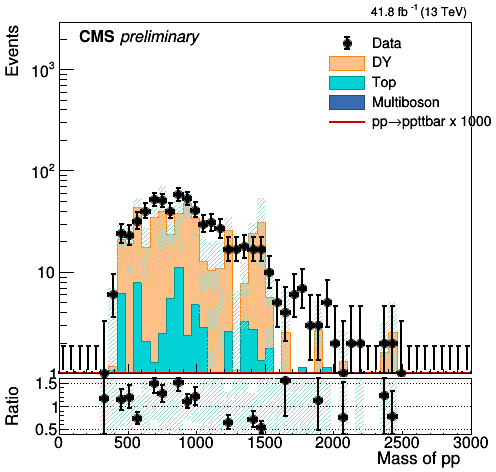 41.8 fb⁻¹ (13 TeV)
CMS preliminary
Events
10³
10²
10
1
Data
DY
Top
Multiboson
pp→ppttbar x 1000
Ratio
1.5
1
0.5
0 500 1000 1500 2000 2500 3000
Mass of pp